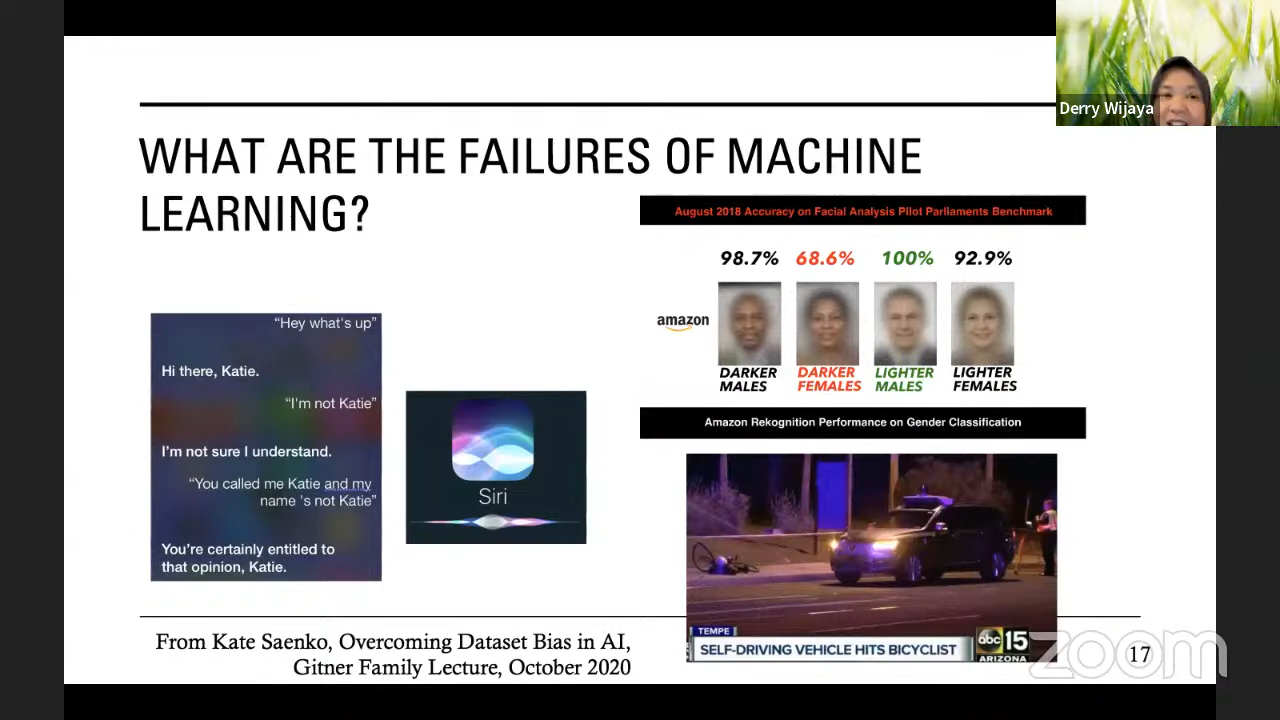 Derry Wijaya
WHAT ARE THE FAILURES OF MACHINE
LEARNING?
“Hey what's up”
Hi there, Katie.
“I'm not Katie”
I'm not sure I understand.
“You called me Katie and my
name 's not Katie”
You're certainly entitled to
that opinion, Katie.
Siri
August 2018 Accuracy on Facial Analysis Pilot Parliaments Benchmark
98.7% 68.6% 100% 92.9%
amazon
DARKER DARKER LIGHTER LIGHTER
MALES FEMALES MALES FEMALES
Amazon Rekognition Performance on Gender Classification
TEMPE
SELF-DRIVING VEHICLE HITS BICYCLIST
abc 15
ARIZONA
From Kate Saenko, Overcoming Dataset Bias in AI,
Gitner Family Lecture, October 2020
17
zoom